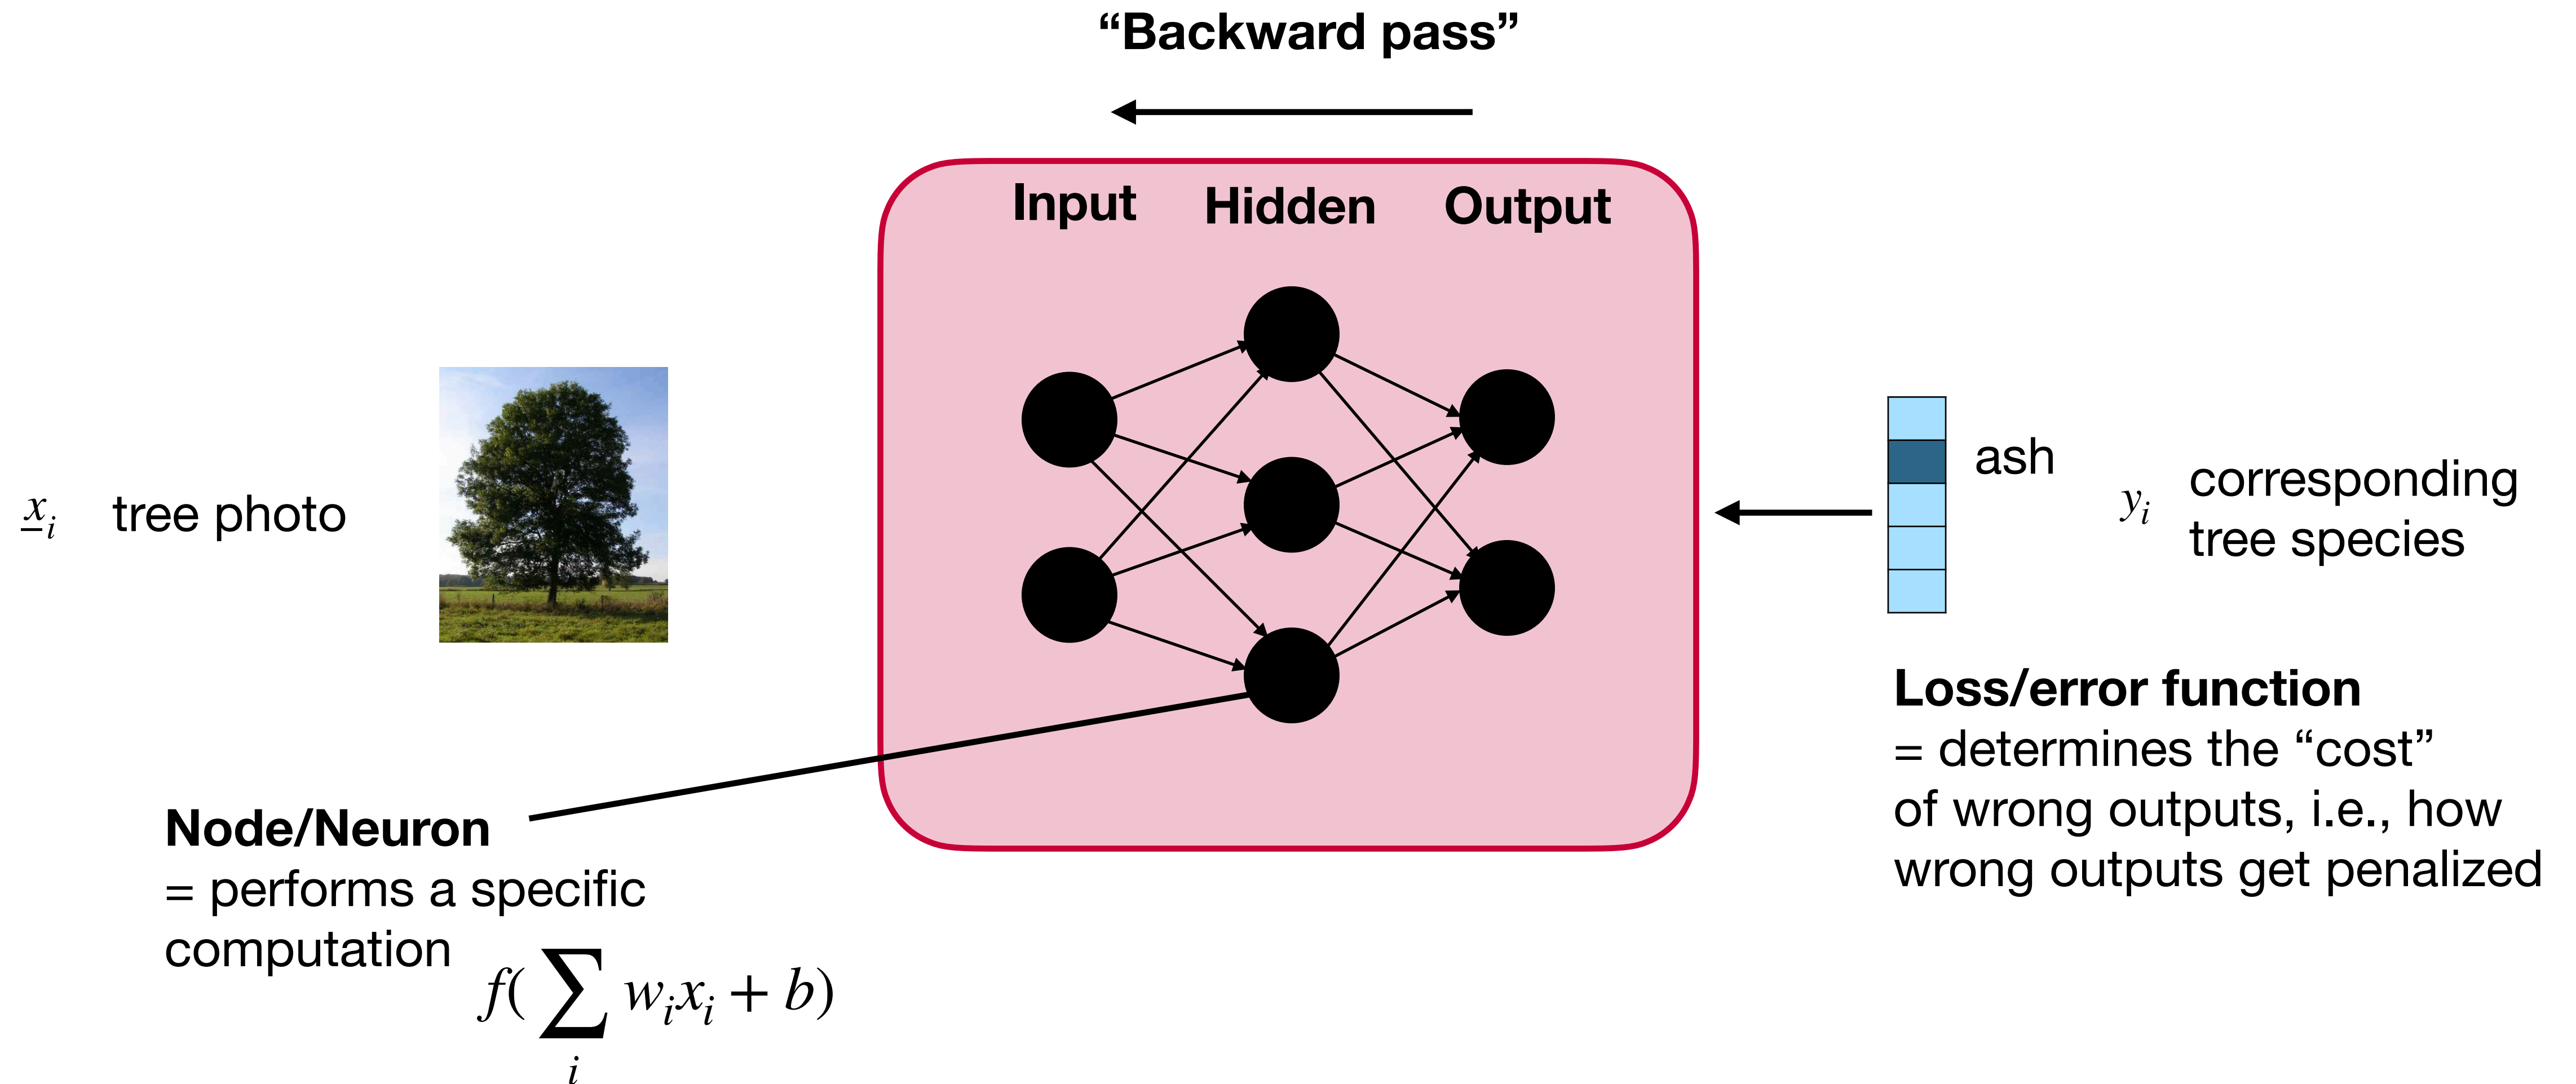 “Backward pass”
Input Hidden Output
x_i tree photo
ash
y_i corresponding
tree species
Node/Neuron
= performs a specific
computation
f(∑_i w_i x_i + b)
Loss/error function
= determines the “cost”
of wrong outputs, i.e., how
wrong outputs get penalized